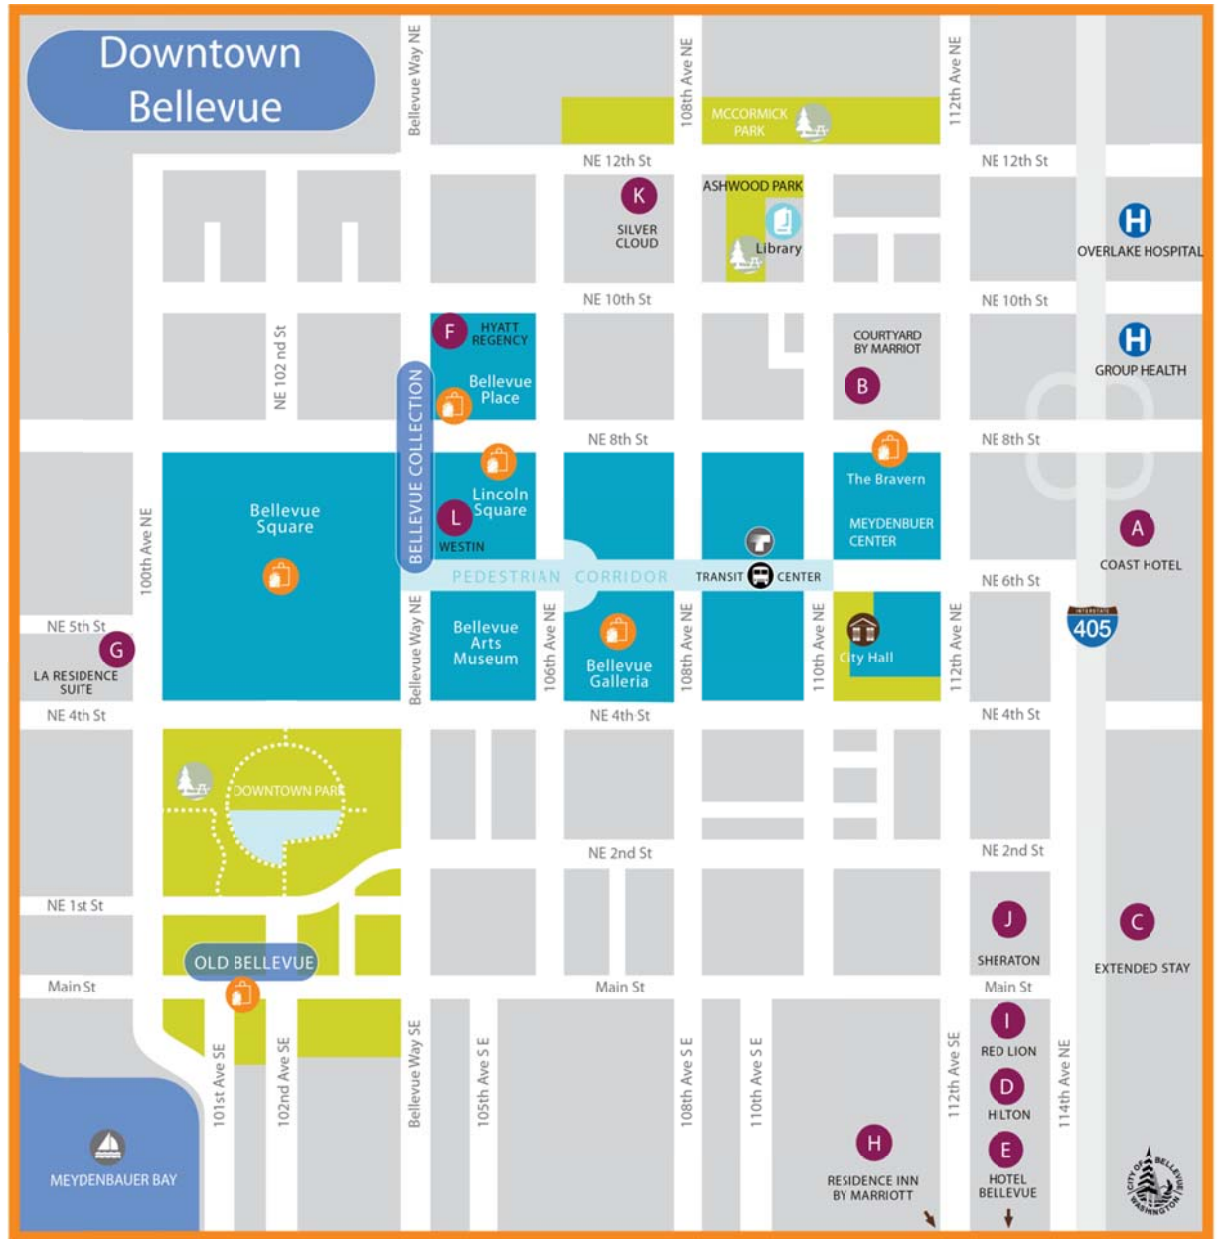 Downtown
Bellevue
Bellevue Way NE
108th Ave NE
112th Ave NE
MCCORMICK
PARK
NE 12th St
NE 12th St
K
SILVER
CLOUD
ASHWOOD PARK
Library
H
OVERLAKE HOSPITAL
NE 10th St
NE 10th St
NE 102 nd St
F
HYATT
REGENCY
Bellevue
Place
COURTYARD
BY MARRIOT
B
H
GROUP HEALTH
BELLEVUE COLLECTION
NE 8th St
NE 8th St
100th Ave NE
Bellevue
Square
Lincoln
Square
L
WESTIN
The Bravern
MEYDENBUER
CENTER
A
COAST HOTEL
PEDESTRIAN CORRIDOR
TRANSIT CENTER
NE 6th St
NE 5th St
G
LA RESIDENCE
SUITE
Bellevue Way NE
Bellevue
Arts
Museum
106th Ave NE
Bellevue
Galleria
108th Ave NE
110th Ave NE
City Hall
112th Ave NE
INTERSTATE
405
NE 4th St
NE 4th St
NE 4th St
DOWNTOWN PARK
NE 2nd St
NE 2nd St
NE 1st St
J
SHERATON
C
EXTENDED STAY
OLD BELLEVUE
Main St
Main St
Main St
101st Ave SE
102nd Ave SE
Bellevue Way SE
105th Ave S E
108th Ave S E
110th Ave S E
112th Ave SE
114th Ave NE
I
RED LION
D
HILTON
E
HOTEL
BELLEVUE
H
RESIDENCE INN
BY MARRIOTT
MEYDENBAUER BAY
CITY OF BELLEVUE
WASHINGTON